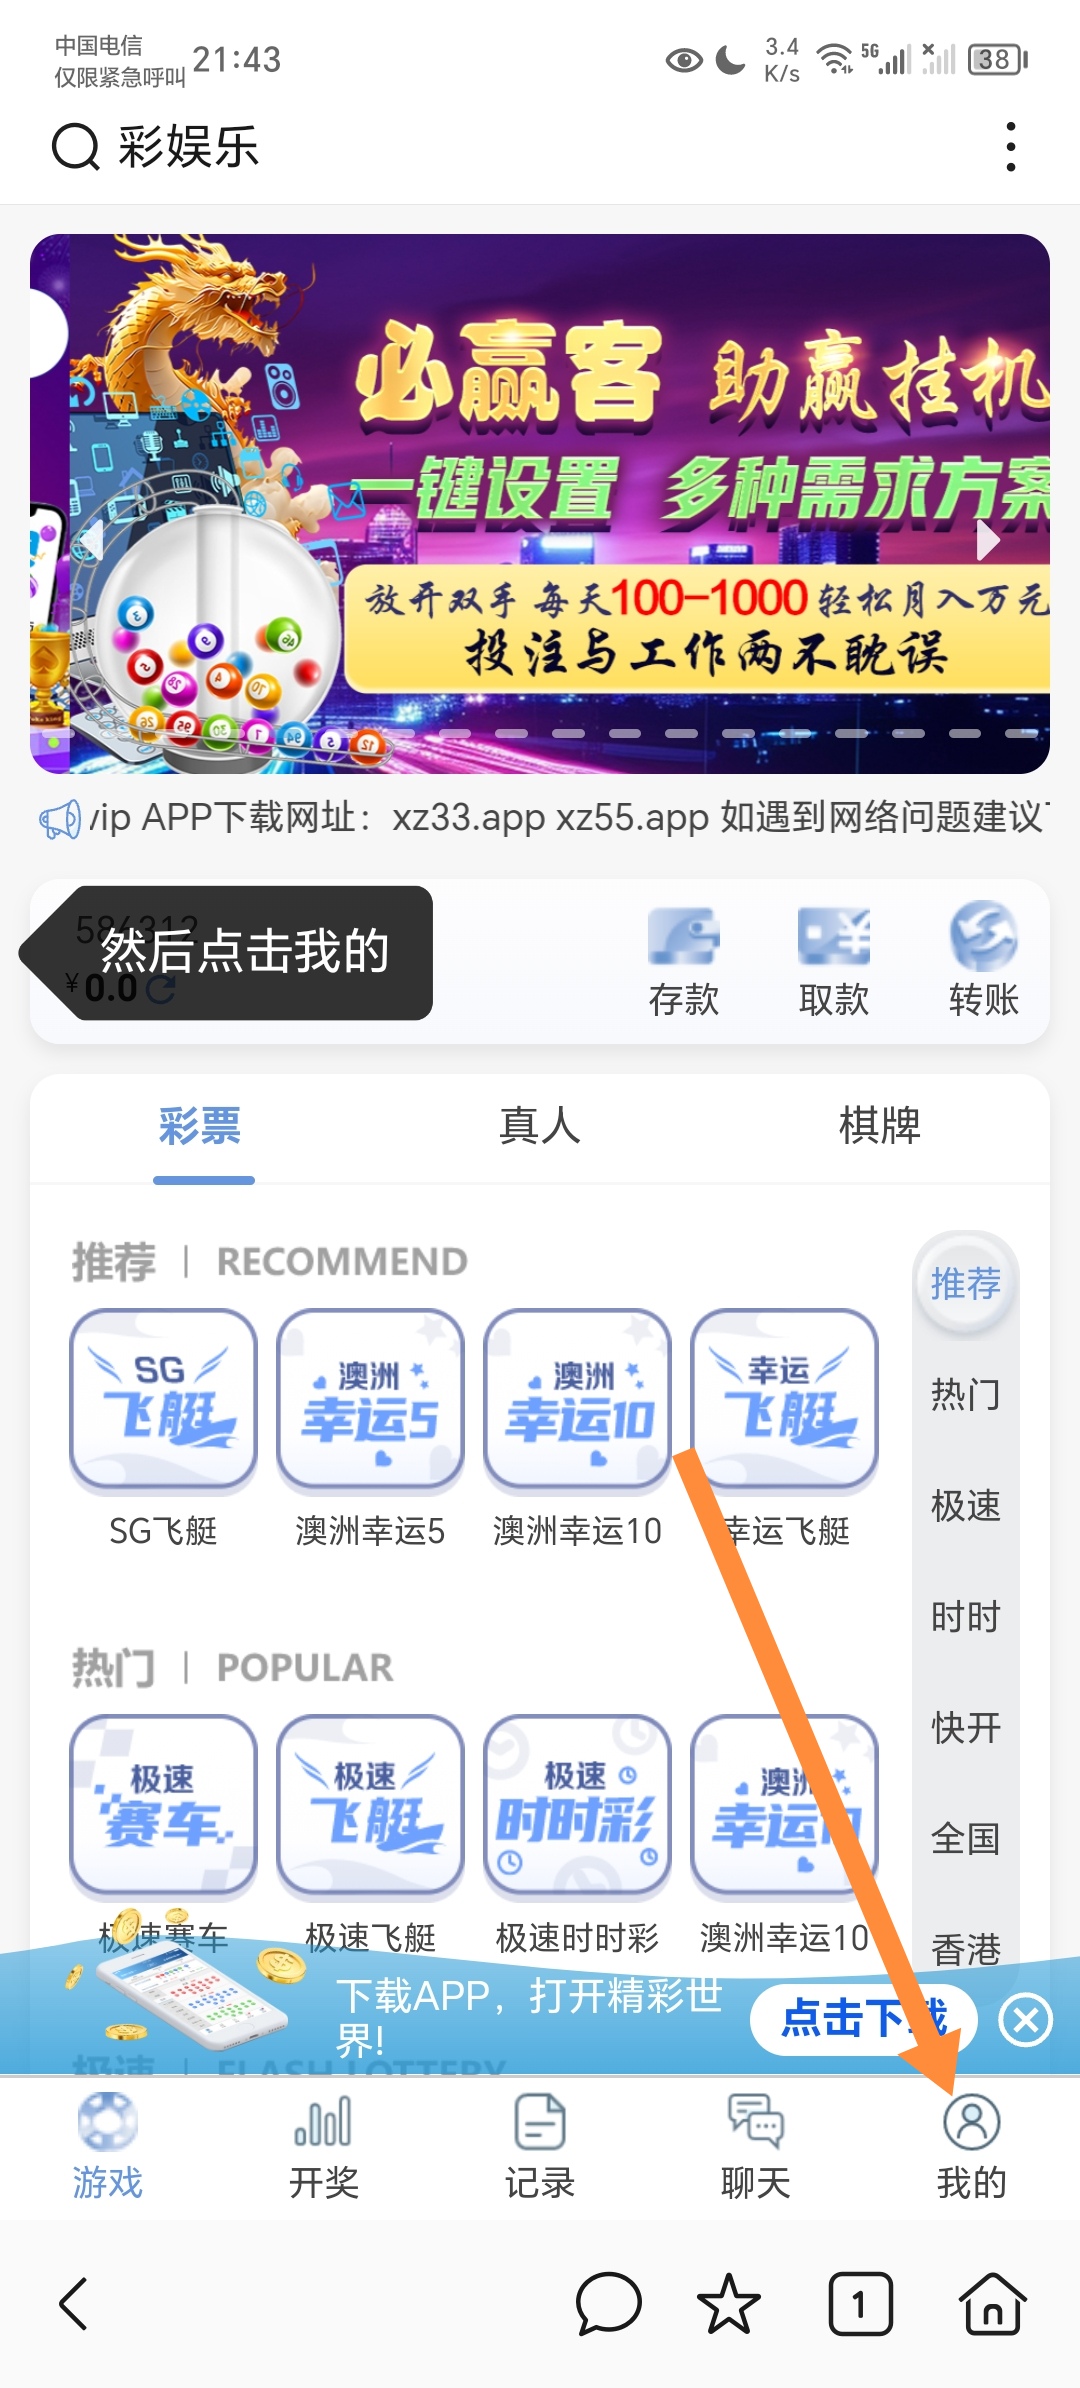 中国电信
仅限紧急呼叫
21:43
3.4
K/s
5G
38
彩娱乐
必赢客 助赢挂机
一键设置 多种需求方案
放开双手 每天100-1000 轻松月入万元
投注与工作两不耽误
vip APP下载网址：xz33.app xz55.app 如遇到网络问题建议
586312
然后点击我的
¥0.0
存款
取款
转账
彩票
真人
棋牌
推荐 | RECOMMEND
推荐
热门
极速
时时
快开
全国
香港
SG
飞艇
澳洲
幸运5
澳洲
幸运10
幸运
飞艇
SG飞艇
澳洲幸运5
澳洲幸运10
幸运飞艇
热门 | POPULAR
极速
赛车
极速
飞艇
极速
时时彩
澳洲
幸运10
极速赛车
极速飞艇
极速时时彩
澳洲幸运10
下载APP，打开精彩世
界!
点击下载
极速 | FLASH LOTTERY
游戏
开奖
记录
聊天
我的
1